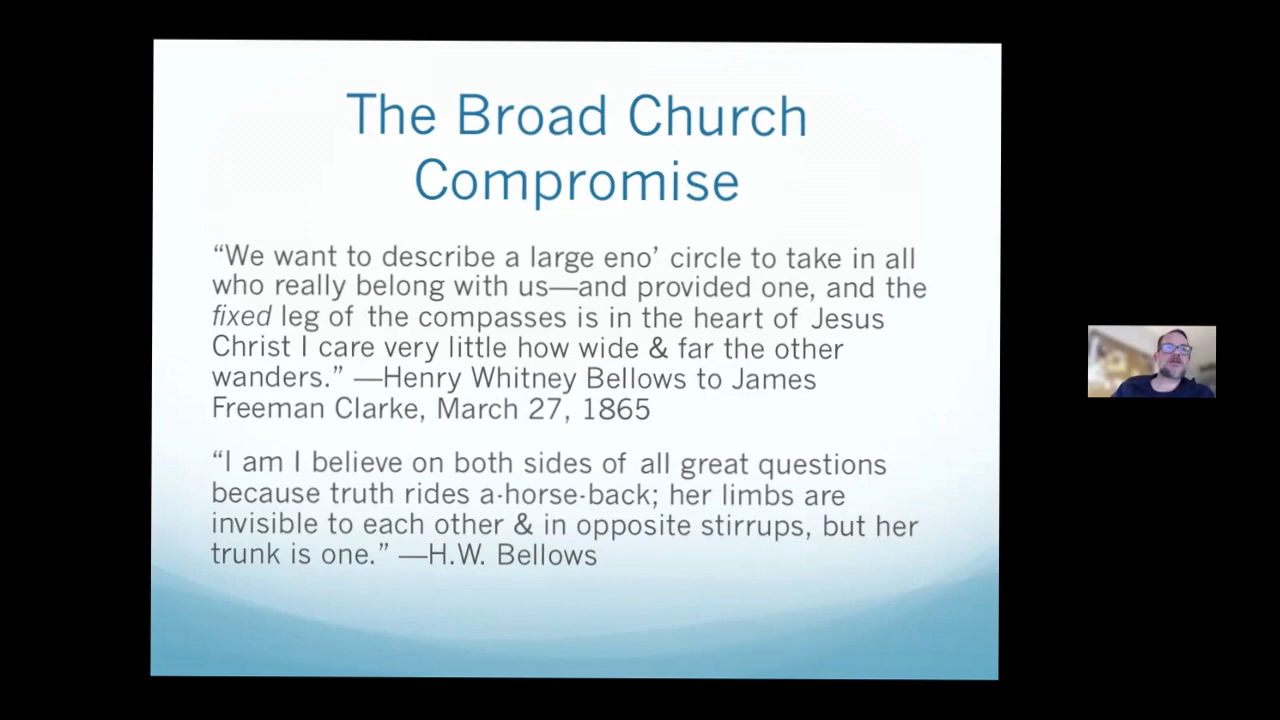 The Broad Church
Compromise
“We want to describe a large eno’ circle to take in all
who really belong with us—and provided one, and the
fixed leg of the compasses is in the heart of Jesus
Christ I care very little how wide & far the other
wanders.” —Henry Whitney Bellows to James
Freeman Clarke, March 27, 1865
“I am I believe on both sides of all great questions
because truth rides a-horse-back; her limbs are
invisible to each other & in opposite stirrups, but her
trunk is one.” —H.W. Bellows